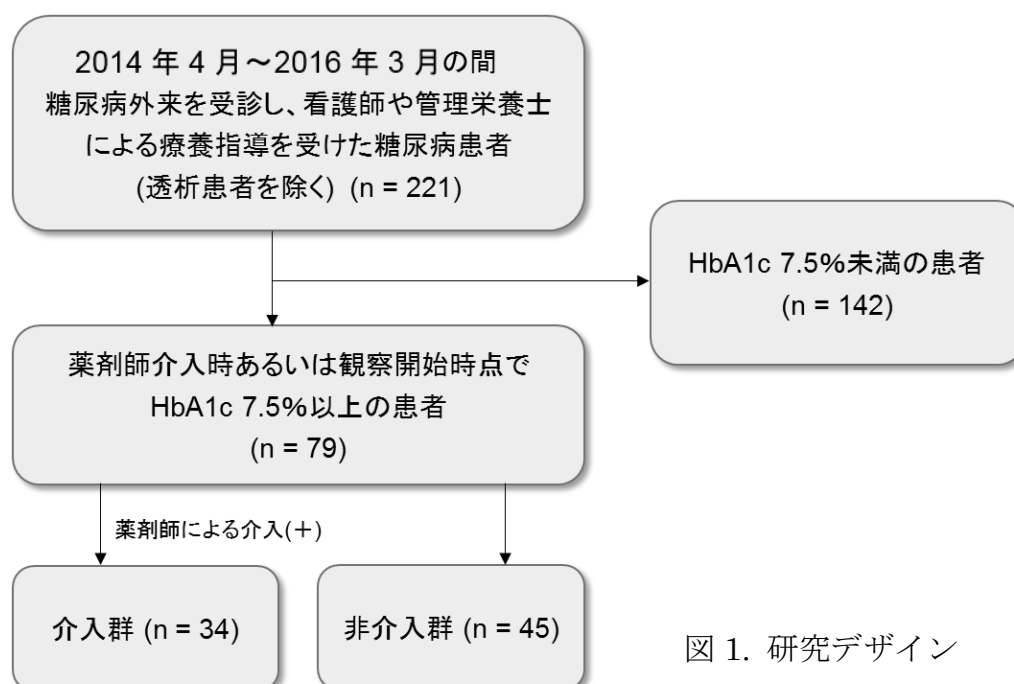 2014 年 4 月～2016 年 3 月の間
糖尿病外来を受診し、看護師や管理栄養士
による療養指導を受けた糖尿病患者
(透析患者を除く) (n = 221)
HbA1c 7.5%未満の患者
(n = 142)
薬剤師介入時あるいは観察開始時点で
HbA1c 7.5%以上の患者
(n = 79)
薬剤師による介入(＋)
介入群 (n = 34)
非介入群 (n = 45)
図 1. 研究デザイン